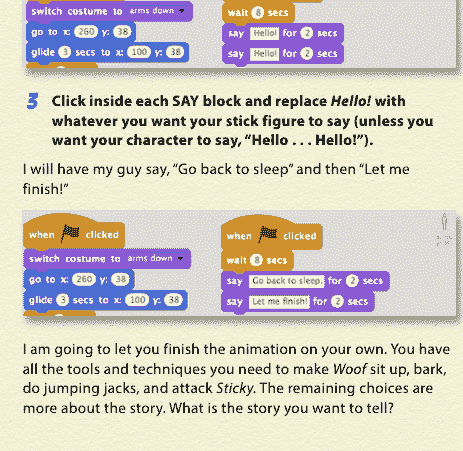 switch costume to arms down
wait 8 secs
go to x: 260 y: 38
say Hello! for 2 secs
glide 3 secs to x: 100 y: 38
say Hello! for 2 secs
3 Click inside each SAY block and replace Hello! with
whatever you want your stick figure to say (unless you
want your character to say, “Hello . . . Hello!”).
I will have my guy say, “Go back to sleep” and then “Let me
finish!”
when clicked
switch costume to arms down
go to x: 260 y: 38
glide 3 secs to x: 100 y: 38
when clicked
wait 8 secs
say Go back to sleep. for 2 secs
say Let me finish! for 2 secs
I am going to let you finish the animation on your own. You have
all the tools and techniques you need to make Woof sit up, bark,
do jumping jacks, and attack Sticky. The remaining choices are
more about the story. What is the story you want to tell?